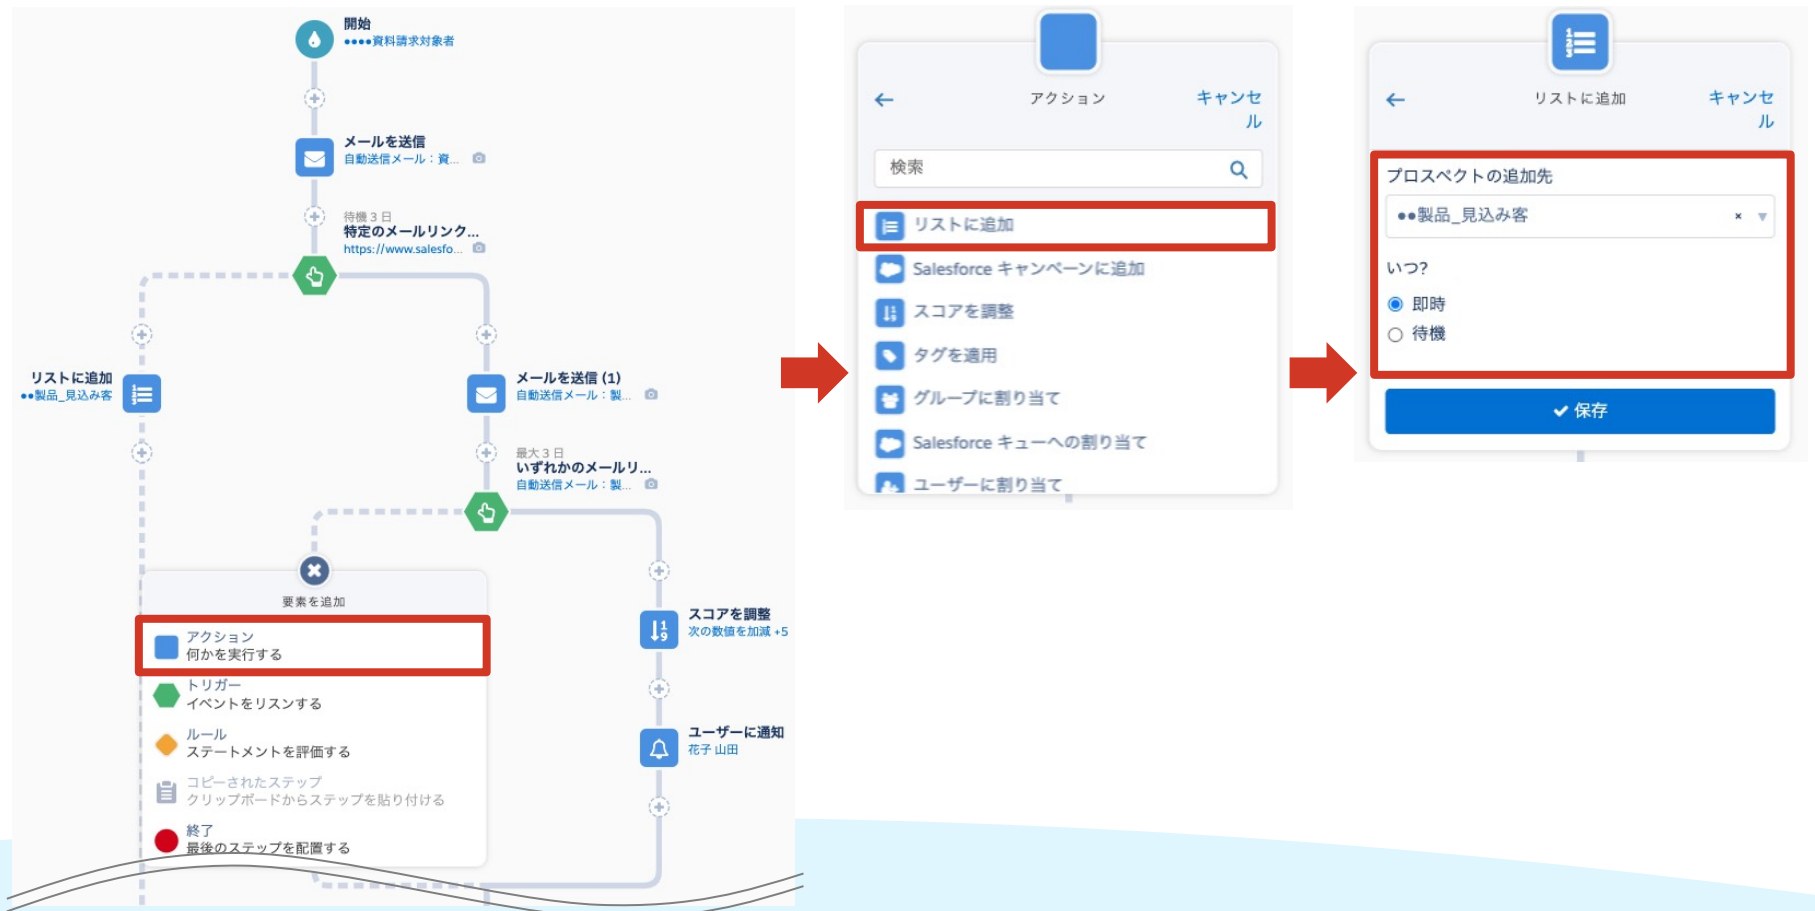 開始
●●●●資料請求対象者
メールを送信
自動送信メール：資...
待機 3 日
特定のメールリンク...
https://www.salesfo...
リストに追加
●●製品_見込み客
メールを送信 (1)
自動送信メール：製...
最大 3 日
いずれかのメールリ...
自動送信メール：製...
要素を追加
アクション
何かを実行する
トリガー
イベントをリスンする
ルール
ステートメントを評価する
コピーされたステップ
クリップボードからステップを貼り付ける
終了
最後のステップを配置する
スコアを調整
次の数値を加減 +5
ユーザーに通知
花子 山田
アクション
キャンセ
ル
検索
リストに追加
Salesforce キャンペーンに追加
スコアを調整
タグを適用
グループに割り当て
Salesforce キューへの割り当て
ユーザーに割り当て
リストに追加
キャンセ
ル
プロスペクトの追加先
●●製品_見込み客
いつ?
即時
待機
保存